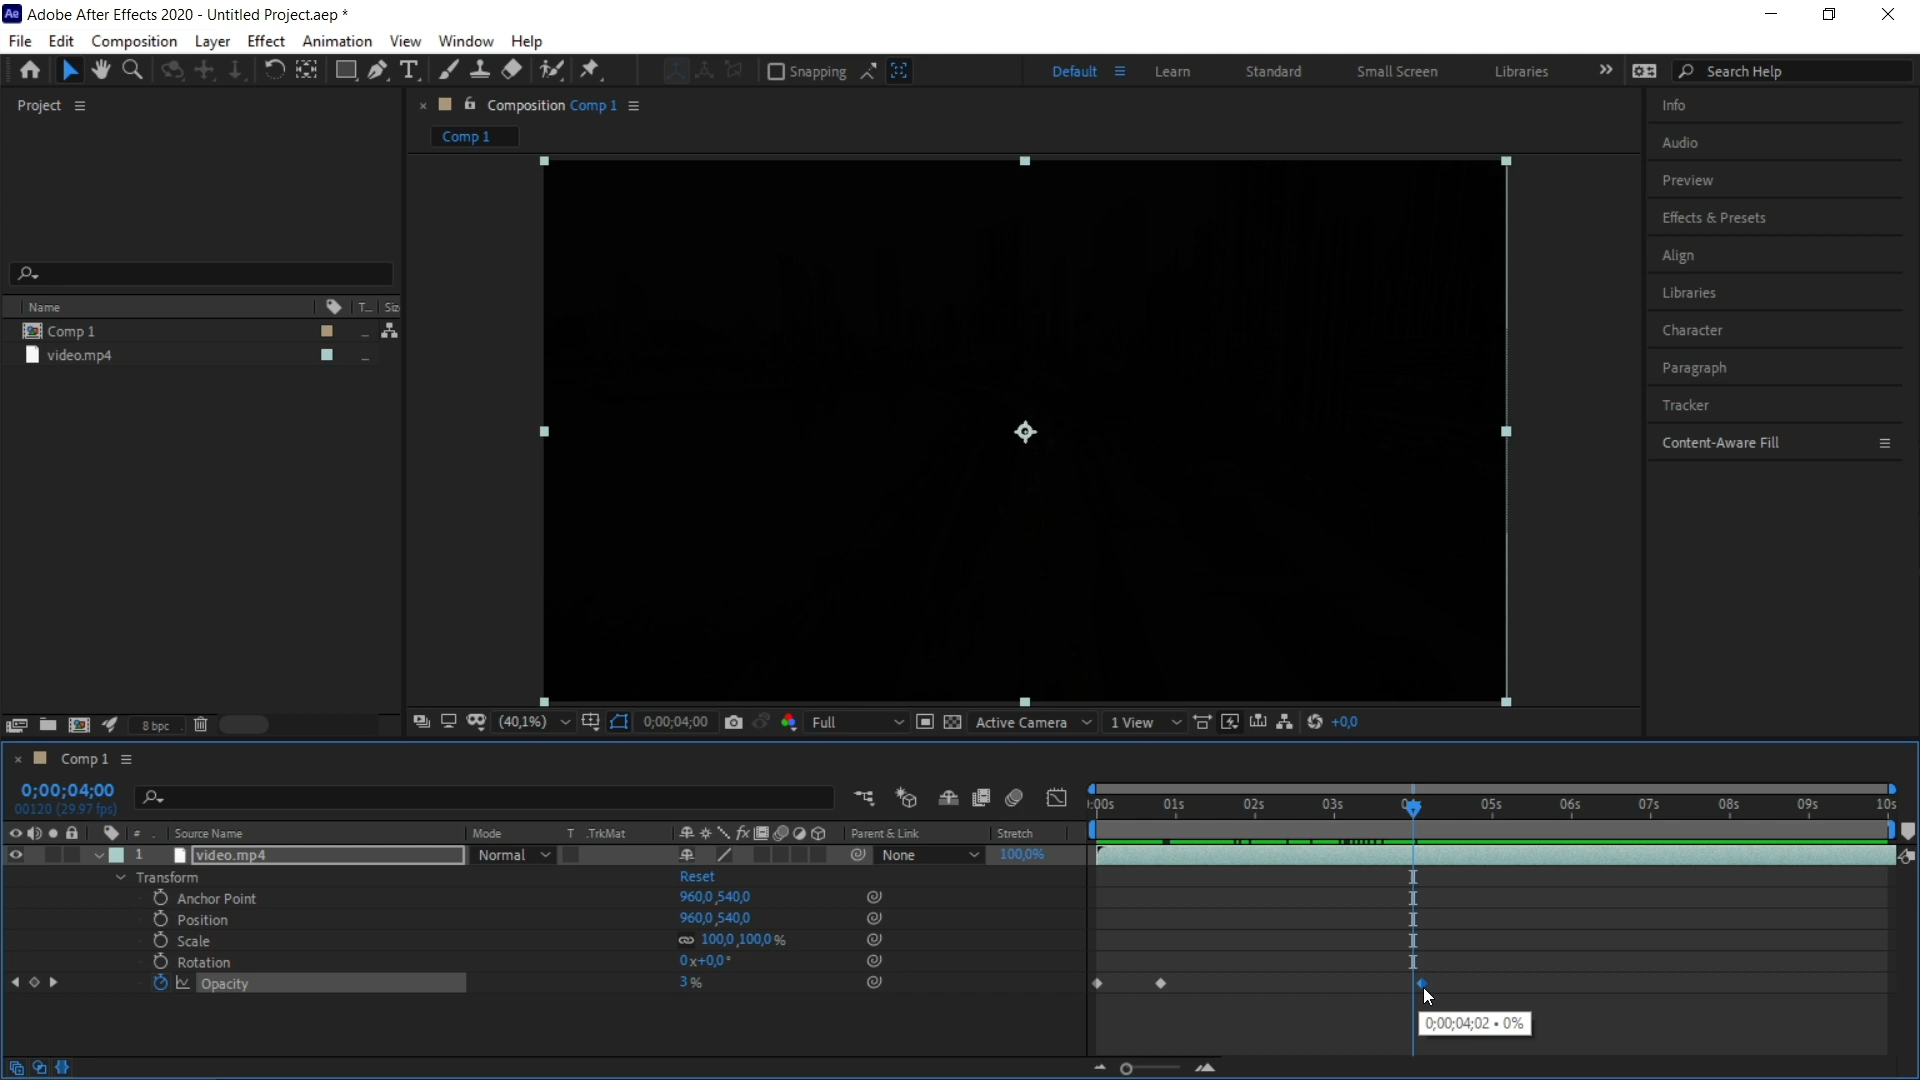 Ae Adobe After Effects 2020 - Untitled Project.aep *
File Edit Composition Layer Effect Animation View Window Help
T Snapping Default Learn Standard Small Screen Libraries Search Help
Project
Composition Comp 1
Comp 1
Name T... Siz
Comp 1
video.mp4
8 bpc
(40,1%) 0;00;04;00 Full Active Camera 1 View +0,0
Info
Audio
Preview
Effects & Presets
Align
Libraries
Character
Paragraph
Tracker
Content-Aware Fill
Comp 1
0;00;04;00
00120 (29.97 fps)
# . Source Name Mode T .TrkMat fx Parent & Link Stretch
:00s 01s 02s 03s 05s 06s 07s 08s 09s 10s
1 video.mp4 Normal None 100,0%
Transform Reset
Anchor Point 960,0 ,540,0
Position 960,0 ,540,0
Scale 100,0 ,100,0 %
Rotation 0 x+0,0 °
Opacity 3 %
0;00;04;02 • 0%